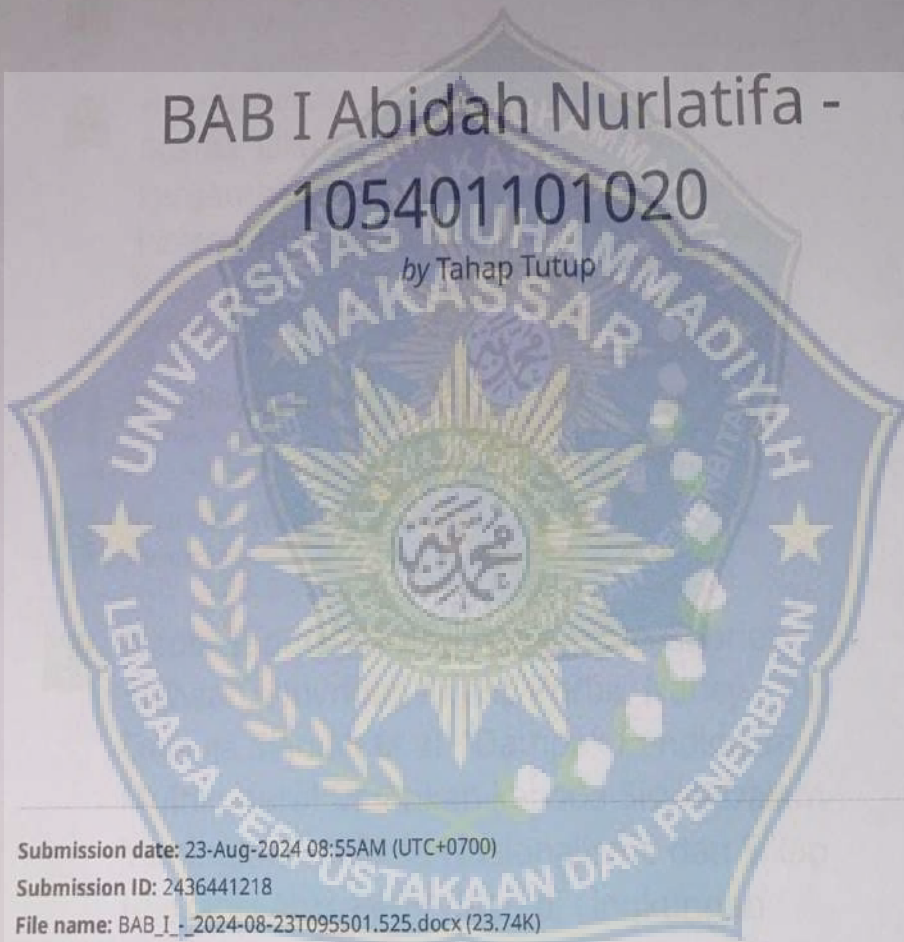 BAB I Abidah Nurlatifa -
105401101020
by Tahap Tutup
UNIVERSITAS MUHAMMADIYAH
MAKASSAR
LEMBAGA PERPUSTAKAAN DAN PENERBITAN
Submission date: 23-Aug-2024 08:55AM (UTC+0700)
Submission ID: 2436441218
File name: BAB_I_-_2024-08-23T095501.525.docx (23.74K)